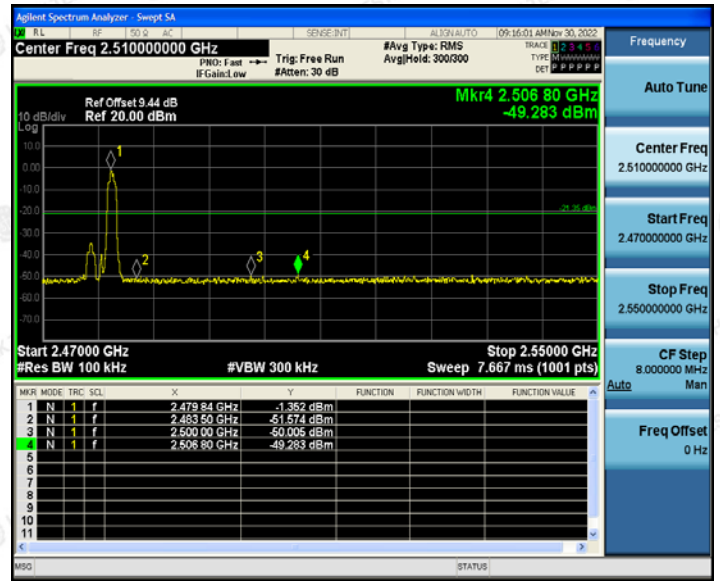 Agilent Spectrum Analyzer - Swept SA
RL RF 50 Ω AC SENSE:INT ALIGN AUTO 09:16:01 AM Nov 30, 2022
Center Freq 2.510000000 GHz
#Avg Type: RMS
TRACE 1 2 3 4 5 6
PNO: Fast Trig: Free Run Avg|Hold: 300/300
TYPE M
IFGain:Low #Atten: 30 dB
DET P P P P P P
Ref Offset 9.44 dB
Mkr4 2.506 80 GHz
10 dB/div Ref 20.00 dBm
-49.283 dBm
Log
10.0
0.00
-10.0
-20.0
-30.0
-40.0
-50.0
-60.0
-70.0
1
2
3
4
-21.35 dBm
Start 2.47000 GHz Stop 2.55000 GHz
#Res BW 100 kHz #VBW 300 kHz Sweep 7.667 ms (1001 pts)
MKR MODE TRC SCL X Y FUNCTION FUNCTION WIDTH FUNCTION VALUE
1 N 1 f 2.479 84 GHz -1.352 dBm
2 N 1 f 2.483 50 GHz -51.574 dBm
3 N 1 f 2.500 00 GHz -50.005 dBm
4 N 1 f 2.506 80 GHz -49.283 dBm
5
6
7
8
9
10
11
MSG STATUS
Frequency
Auto Tune
Center Freq
2.510000000 GHz
Start Freq
2.470000000 GHz
Stop Freq
2.550000000 GHz
CF Step
8.000000 MHz
Auto Man
Freq Offset
0 Hz